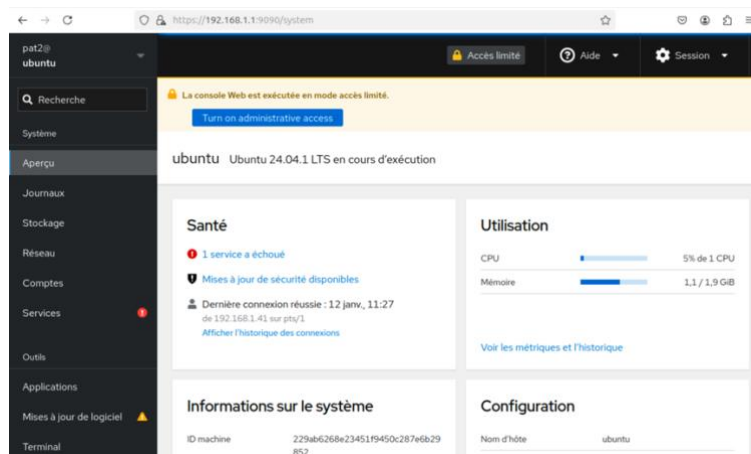 https://192.168.1.1:9090/system
pat2@
ubuntu
Accès limité
Aide
Session
Recherche
La console Web est exécutée en mode accès limité.
Turn on administrative access
Système
Aperçu
Journaux
Stockage
Réseau
Comptes
Services
Outils
Applications
Mises à jour de logiciel
Terminal
ubuntu Ubuntu 24.04.1 LTS en cours d'exécution
Santé
1 service a échoué
Mises à jour de sécurité disponibles
Dernière connexion réussie : 12 janv., 11:27
de 192.168.1.41 sur pts/1
Afficher l'historique des connexions
Utilisation
CPU 5% de 1 CPU
Mémoire 1,1 / 1,9 GiB
Voir les métriques et l'historique
Informations sur le système
ID machine 229ab6268e23451f9450c287e6b29
852
Configuration
Nom d'hôte ubuntu